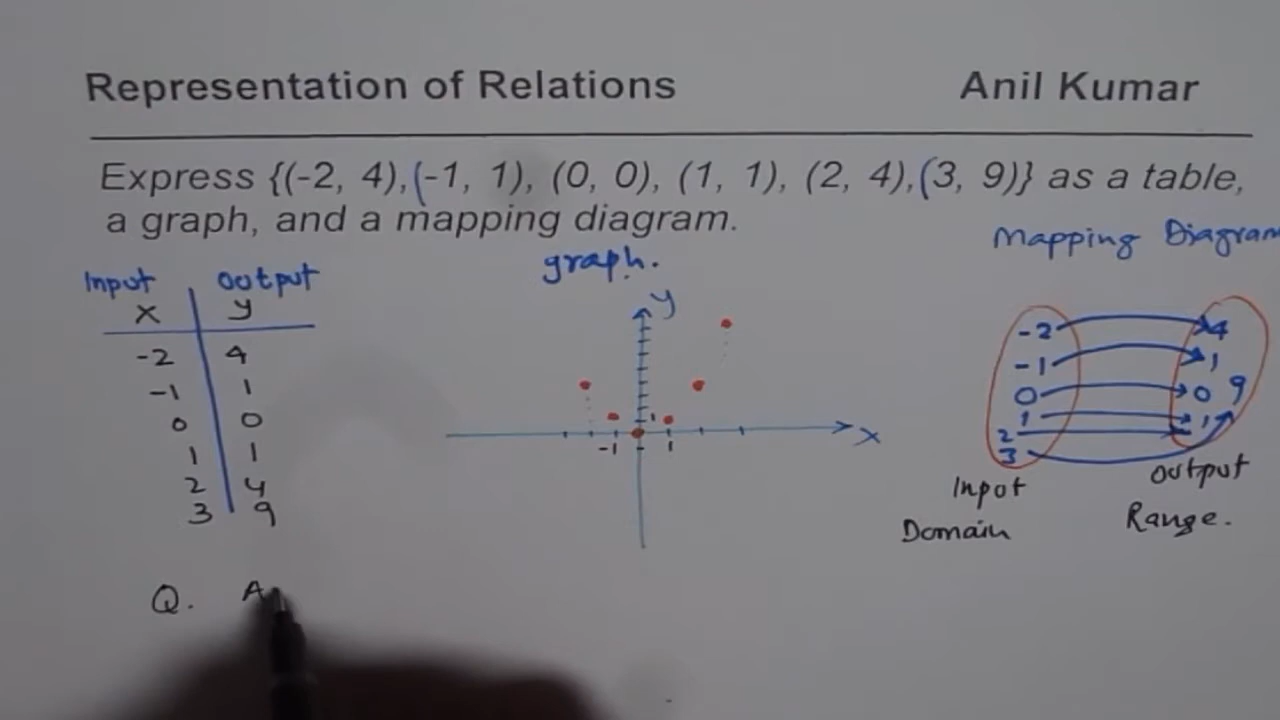 Representation of Relations Anil Kumar
Express {(-2, 4),(-1, 1), (0, 0), (1, 1), (2, 4),(3, 9)} as a table,
a graph, and a mapping diagram.
Mapping Diagram
Input Output
x y
-2 4
-1 1
0 0
1 1
2 4
3 9
graph.
y
1
-1 1
x
-2 4
-1 1
0 0 9
1 1
2
3
Input Output
Domain Range.
Q. A